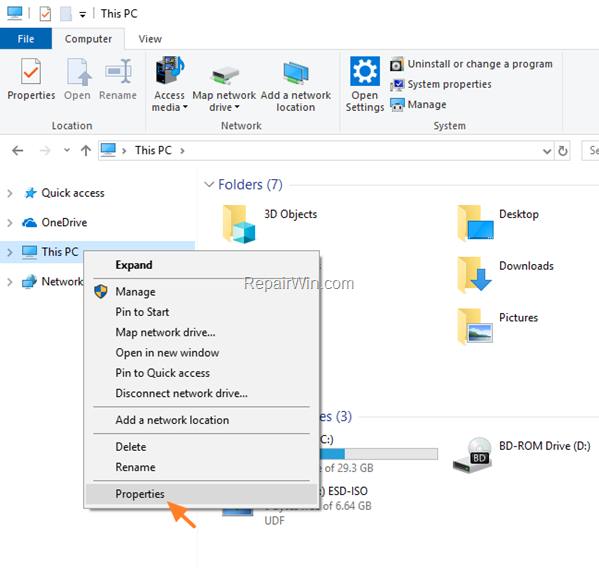 This PC
File
Computer
View
Properties
Open
Rename
Access media
Map network drive
Add a network location
Open Settings
Uninstall or change a program
System properties
Manage
Location
Network
System
This PC
Se
Quick access
OneDrive
This PC
Network
Folders (7)
3D Objects
Desktop
Downloads
Pictures
RepairWin.com
Expand
Manage
Pin to Start
Map network drive...
Open in new window
Pin to Quick access
Disconnect network drive...
Add a network location
Delete
Rename
Properties
es (3)
C:)
e of 29.3 GB
BD-ROM Drive (D:)
BD
) ESD-ISO
of 6.64 GB
UDF